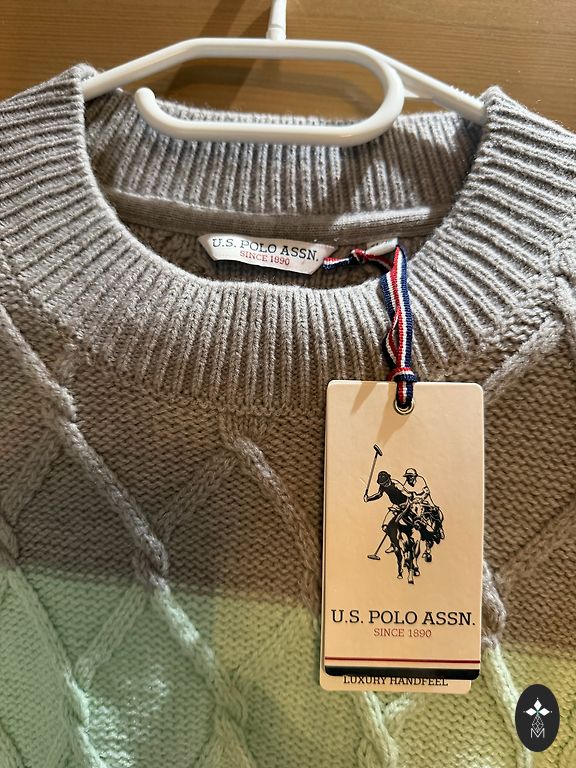 U.S. POLO ASSN.
SINCE 1890
U.S. POLO ASSN.
SINCE 1890
LUXURY HANDFEEL
M